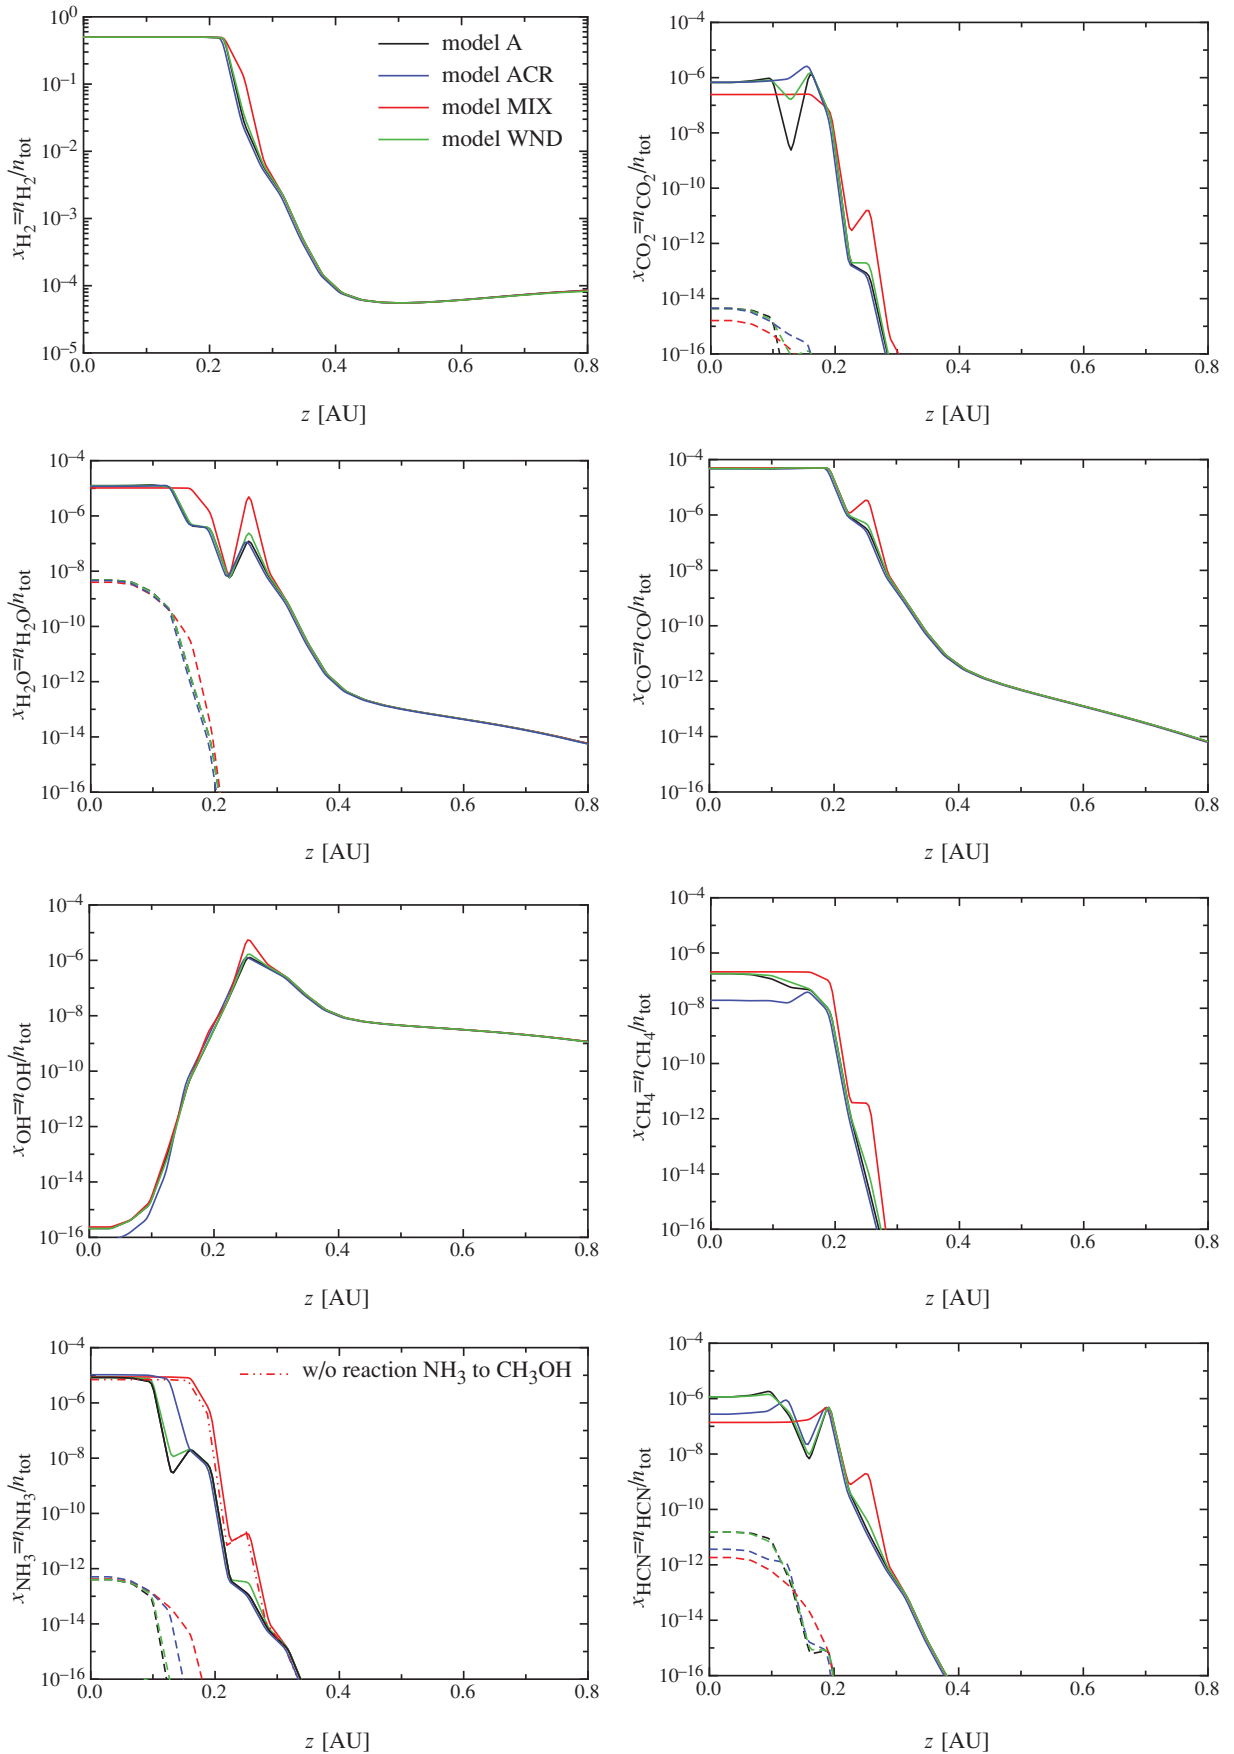 10^0
10^–1
10^–2
10^–3
10^–4
10^–5
x_H2=n_H2/n_tot
model A
model ACR
model MIX
model WND
0.0 0.2 0.4 0.6 0.8
z [AU]
10^–4
10^–6
10^–8
10^–10
10^–12
10^–14
10^–16
x_CO2=n_CO2/n_tot
0.0 0.2 0.4 0.6 0.8
z [AU]
10^–4
10^–6
10^–8
10^–10
10^–12
10^–14
10^–16
x_H2O=n_H2O/n_tot
0.0 0.2 0.4 0.6 0.8
z [AU]
10^–4
10^–6
10^–8
10^–10
10^–12
10^–14
10^–16
x_CO=n_CO/n_tot
0.0 0.2 0.4 0.6 0.8
z [AU]
10^–4
10^–6
10^–8
10^–10
10^–12
10^–14
10^–16
x_OH=n_OH/n_tot
0.0 0.2 0.4 0.6 0.8
z [AU]
10^–4
10^–6
10^–8
10^–10
10^–12
10^–14
10^–16
x_CH4=n_CH4/n_tot
0.0 0.2 0.4 0.6 0.8
z [AU]
10^–4
10^–6
10^–8
10^–10
10^–12
10^–14
10^–16
x_NH3=n_NH3/n_tot
w/o reaction NH3 to CH3OH
0.0 0.2 0.4 0.6 0.8
z [AU]
10^–4
10^–6
10^–8
10^–10
10^–12
10^–14
10^–16
x_HCN=n_HCN/n_tot
0.0 0.2 0.4 0.6 0.8
z [AU]